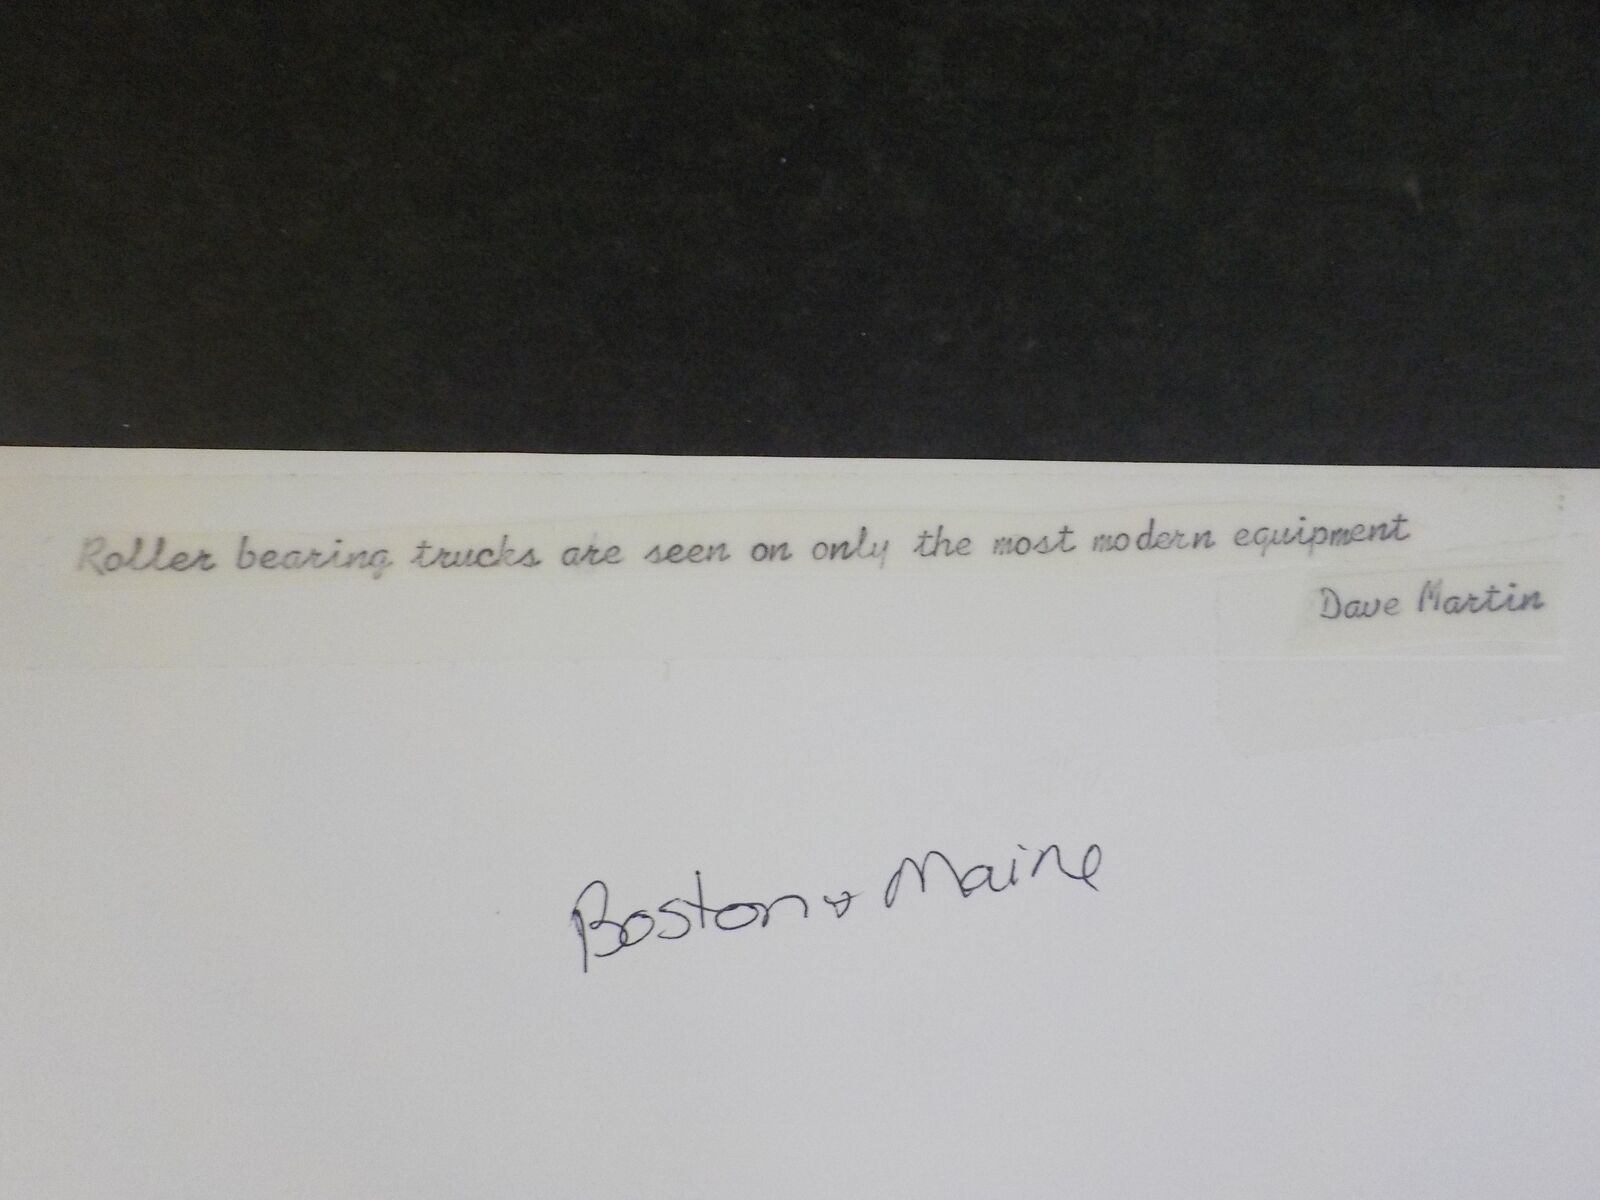 Roller bearing trucks are seen on only the most modern equipment
Dave Martin
Boston & Maine